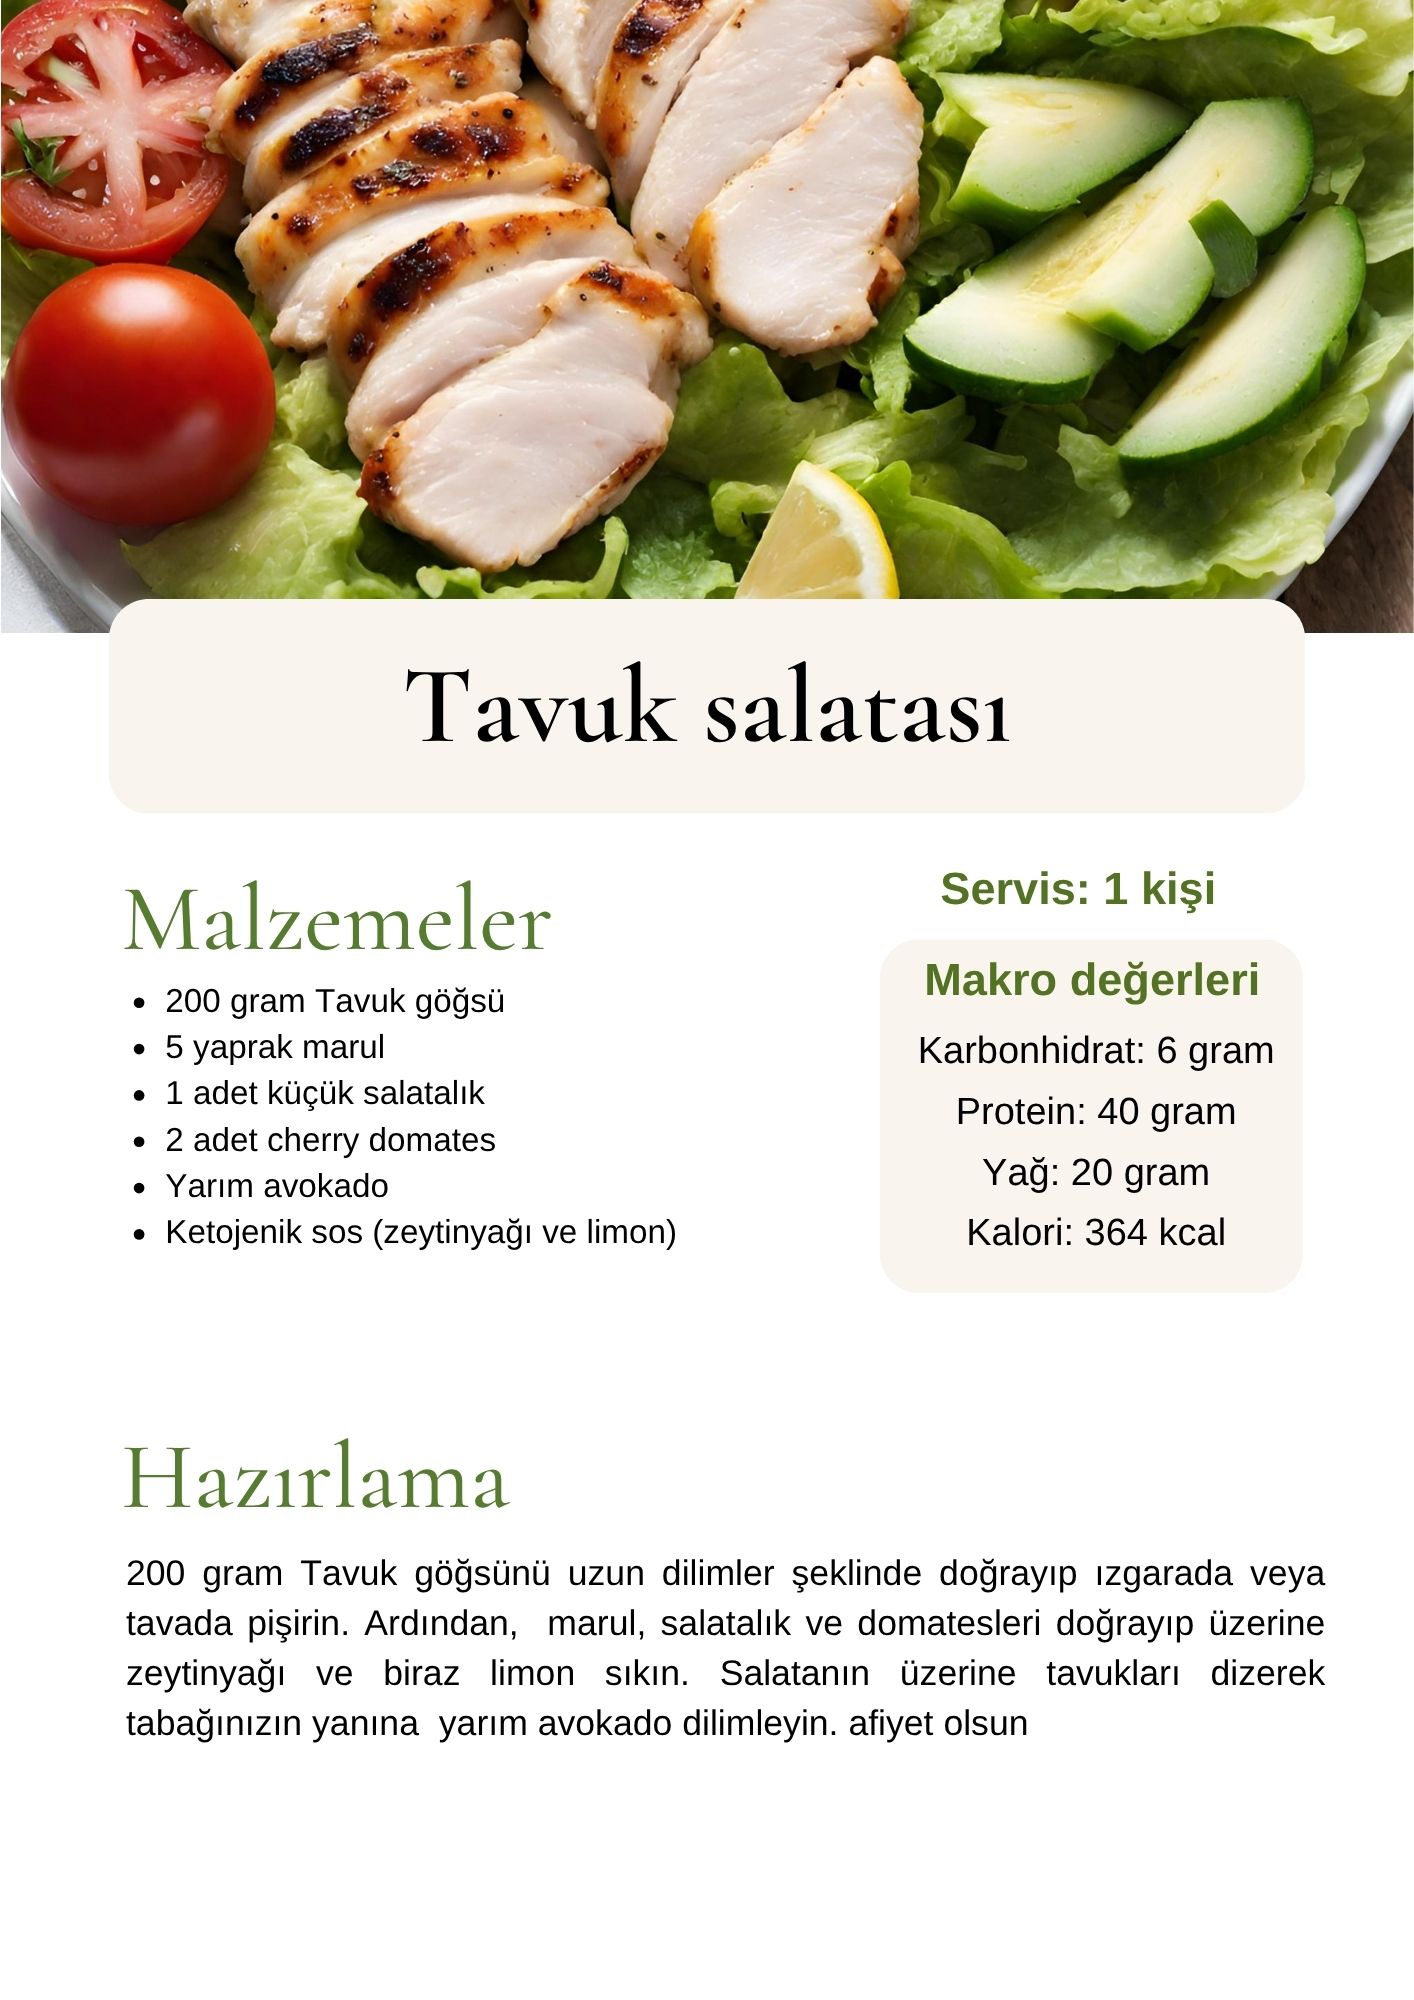 Tavuk salatası
Malzemeler
• 200 gram Tavuk göğsü
• 5 yaprak marul
• 1 adet küçük salatalık
• 2 adet cherry domates
• Yarım avokado
• Ketojenik sos (zeytinyağı ve limon)
Servis: 1 kişi
Makro değerleri
Karbonhidrat: 6 gram
Protein: 40 gram
Yağ: 20 gram
Kalori: 364 kcal
Hazırlama
200 gram Tavuk göğsünü uzun dilimler şeklinde doğrayıp ızgarada veya
tavada pişirin. Ardından,  marul, salatalık ve domatesleri doğrayıp üzerine
zeytinyağı ve biraz limon sıkın. Salatanın üzerine tavukları dizerek
tabağınızın yanına  yarım avokado dilimleyin. afiyet olsun